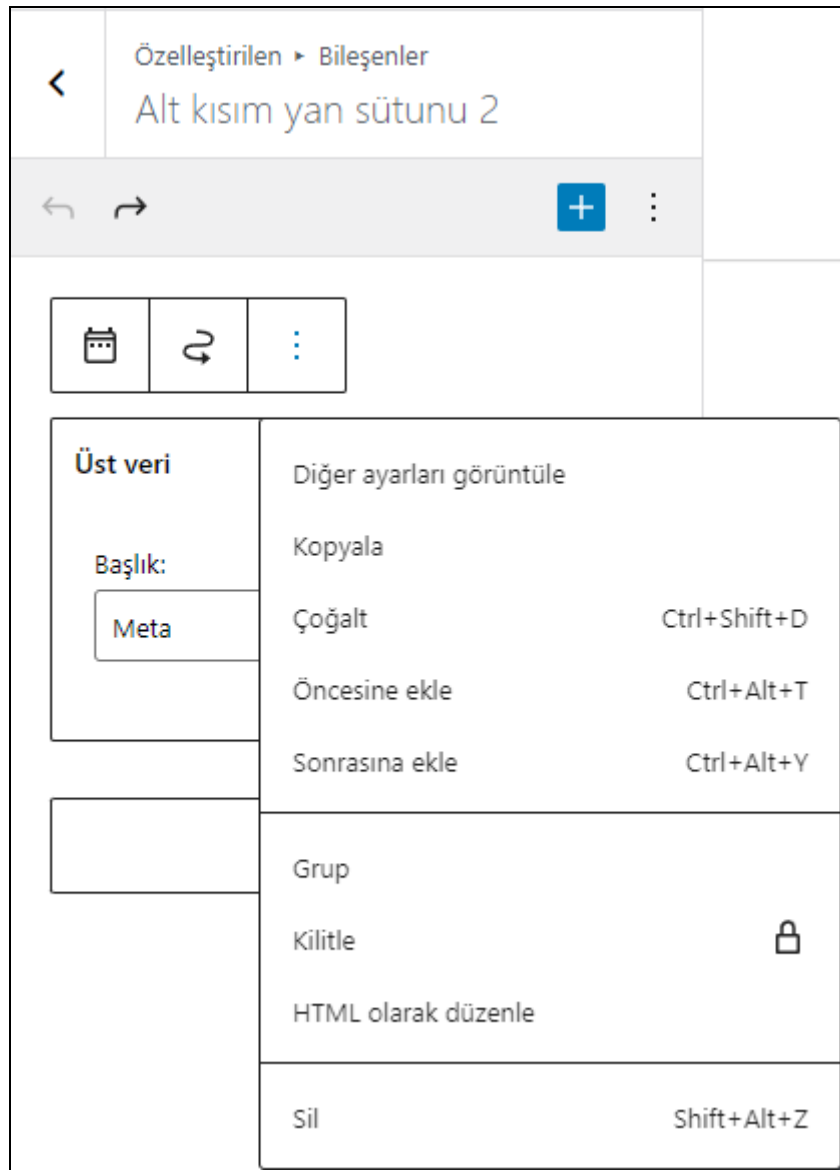 Özelleştirilen ▸ Bileşenler
Alt kısım yan sütunu 2
Üst veri
Başlık:
Meta
Diğer ayarları görüntüle
Kopyala
Çoğalt Ctrl+Shift+D
Öncesine ekle Ctrl+Alt+T
Sonrasına ekle Ctrl+Alt+Y
Grup
Kilitle
HTML olarak düzenle
Sil Shift+Alt+Z